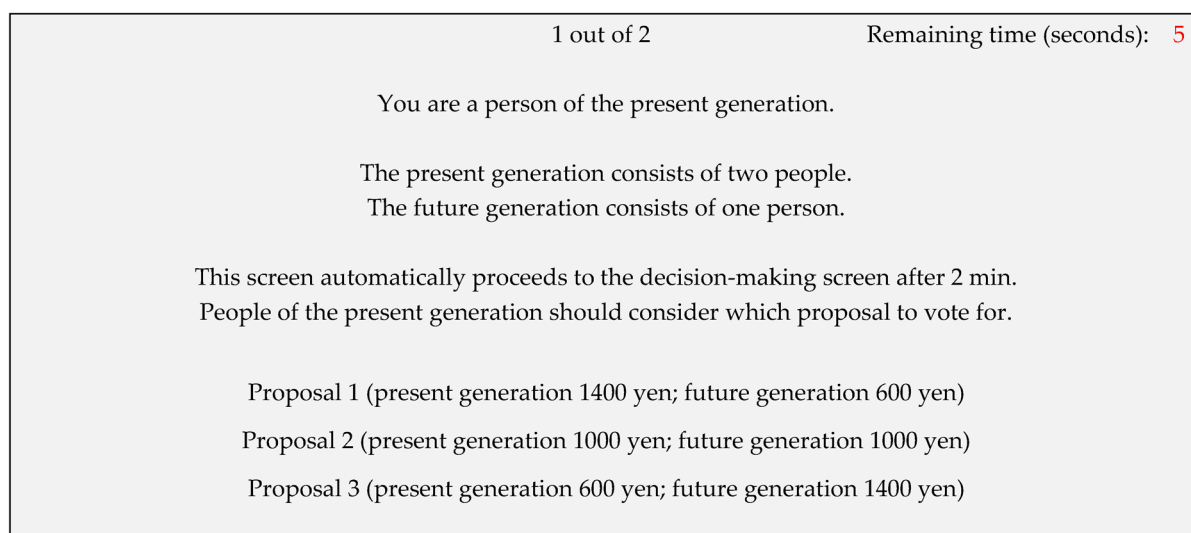 1 out of 2 Remaining time (seconds): 5
You are a person of the present generation.
The present generation consists of two people.
The future generation consists of one person.
This screen automatically proceeds to the decision-making screen after 2 min.
People of the present generation should consider which proposal to vote for.
Proposal 1 (present generation 1400 yen; future generation 600 yen)
Proposal 2 (present generation 1000 yen; future generation 1000 yen)
Proposal 3 (present generation 600 yen; future generation 1400 yen)